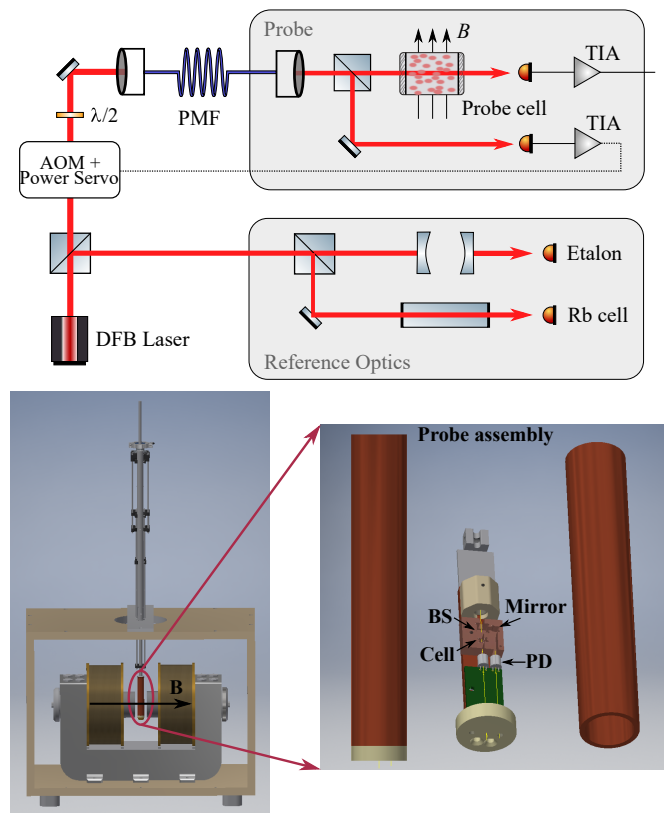 Probe
B
TIA
λ/2
PMF
Probe cell
TIA
AOM +
Power Servo
Etalon
DFB Laser
Rb cell
Reference Optics
Probe assembly
BS
Mirror
Cell
PD
B